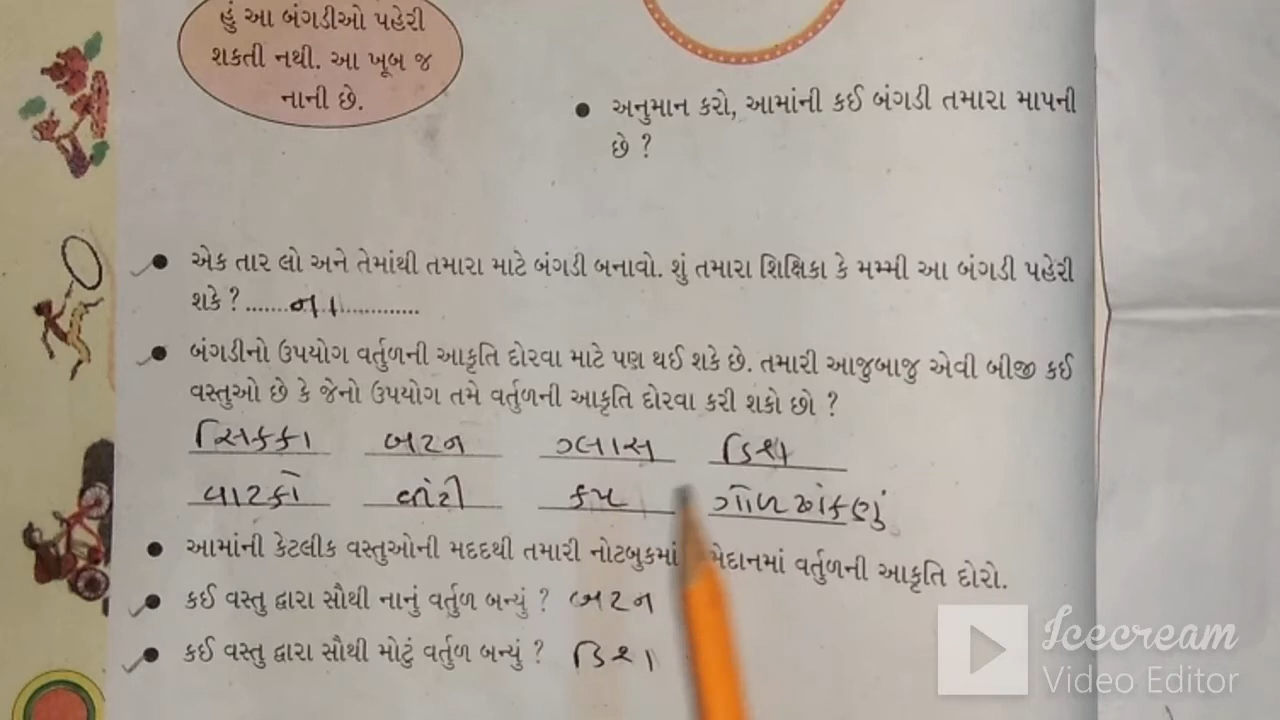 હું આ બંગડીઓ પહેરી
શકતી નથી. આ ખૂબ જ
નાની છે.
● અનુમાન કરો, આમાંની કઈ બંગડી તમારા માપની
છે ?
● એક તાર લો અને તેમાંથી તમારા માટે બંગડી બનાવો. શું તમારા શિક્ષિકા કે મમ્મી આ બંગડી પહેરી
શકે ?......ના............
● બંગડીનો ઉપયોગ વર્તુળની આકૃતિ દોરવા માટે પણ થઈ શકે છે. તમારી આજુબાજુ એવી બીજી કઈ
વસ્તુઓ છે કે જેનો ઉપયોગ તમે વર્તુળની આકૃતિ દોરવા કરી શકો છો ?
સિક્કા બટન ગ્લાસ ડિશ
વાટકો વીંટી કપ ગોળ ઢાંકણું
● આમાંની કેટલીક વસ્તુઓની મદદથી તમારી નોટબુકમાં મેદાનમાં વર્તુળની આકૃતિ દોરો.
● કઈ વસ્તુ દ્વારા સૌથી નાનું વર્તુળ બન્યું ? બટન
● કઈ વસ્તુ દ્વારા સૌથી મોટું વર્તુળ બન્યું ? ડિશ
Icecream
Video Editor